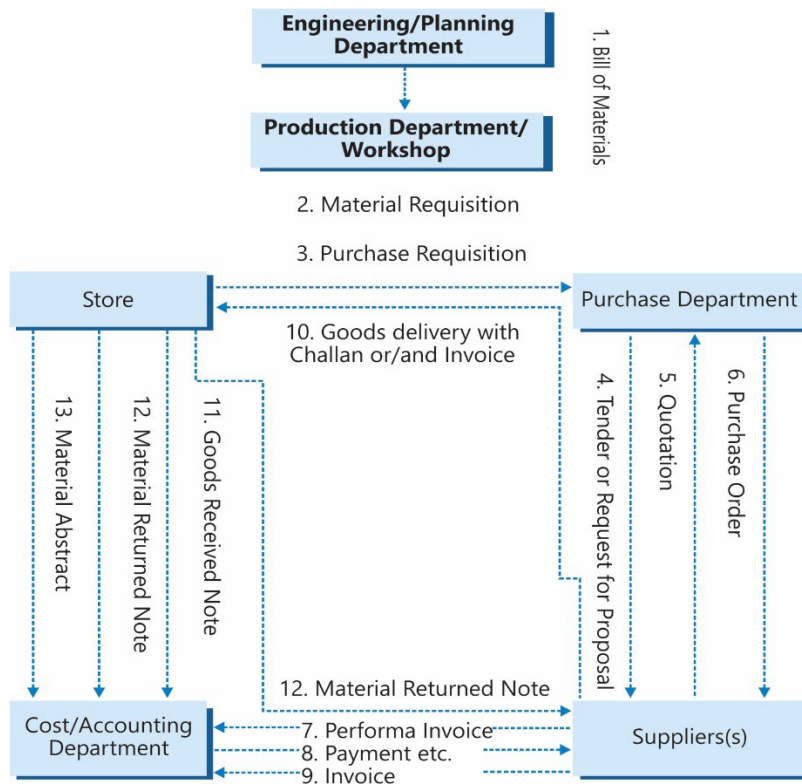 Engineering/Planning
Department
1. Bill of Materials
Production Department/
Workshop
2. Material Requisition
3. Purchase Requisition
Store
Purchase Department
10. Goods delivery with
Challan or/and Invoice
13. Material Abstract
12. Material Returned Note
11. Goods Received Note
4. Tender or Request for Proposal
5. Quotation
6. Purchase Order
12. Material Returned Note
Cost/Accounting
Department
7. Performa Invoice
8. Payment etc.
9. Invoice
Suppliers(s)